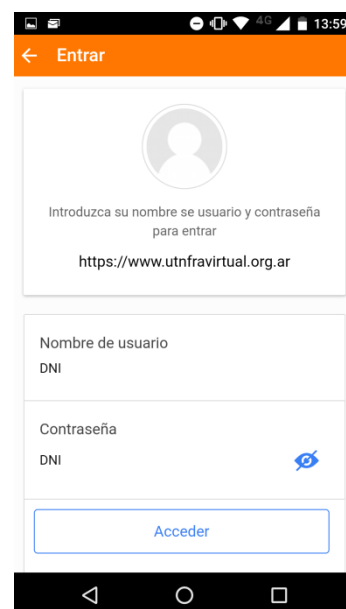 4G 13:59
Entrar
Introduzca su nombre se usuario y contraseña
para entrar
https://www.utnfravirtual.org.ar
Nombre de usuario
DNI
Contraseña
DNI
Acceder